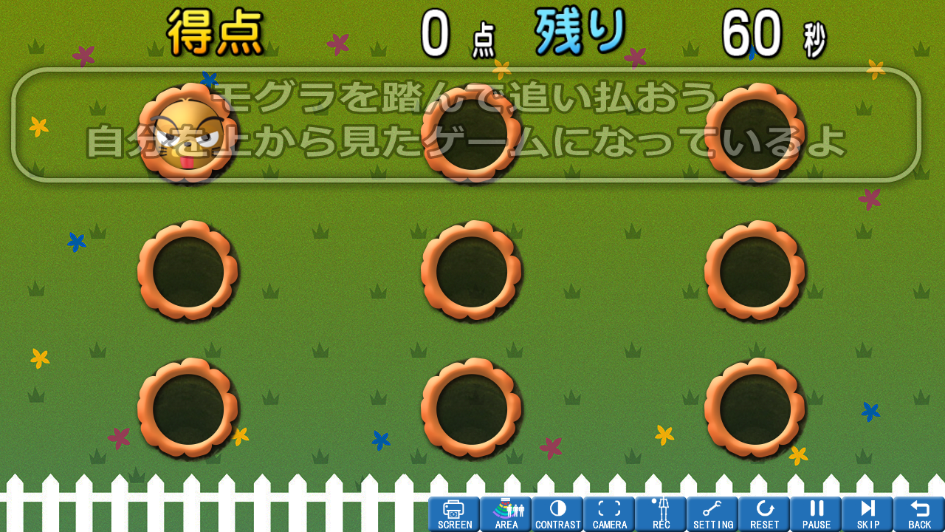 得点 0 点 残り 60 秒
モグラを踏んで追い払おう
自分を上から見たゲームになっているよ
SCREEN AREA CONTRAST CAMERA REC SETTING RESET PAUSE SKIP BACK